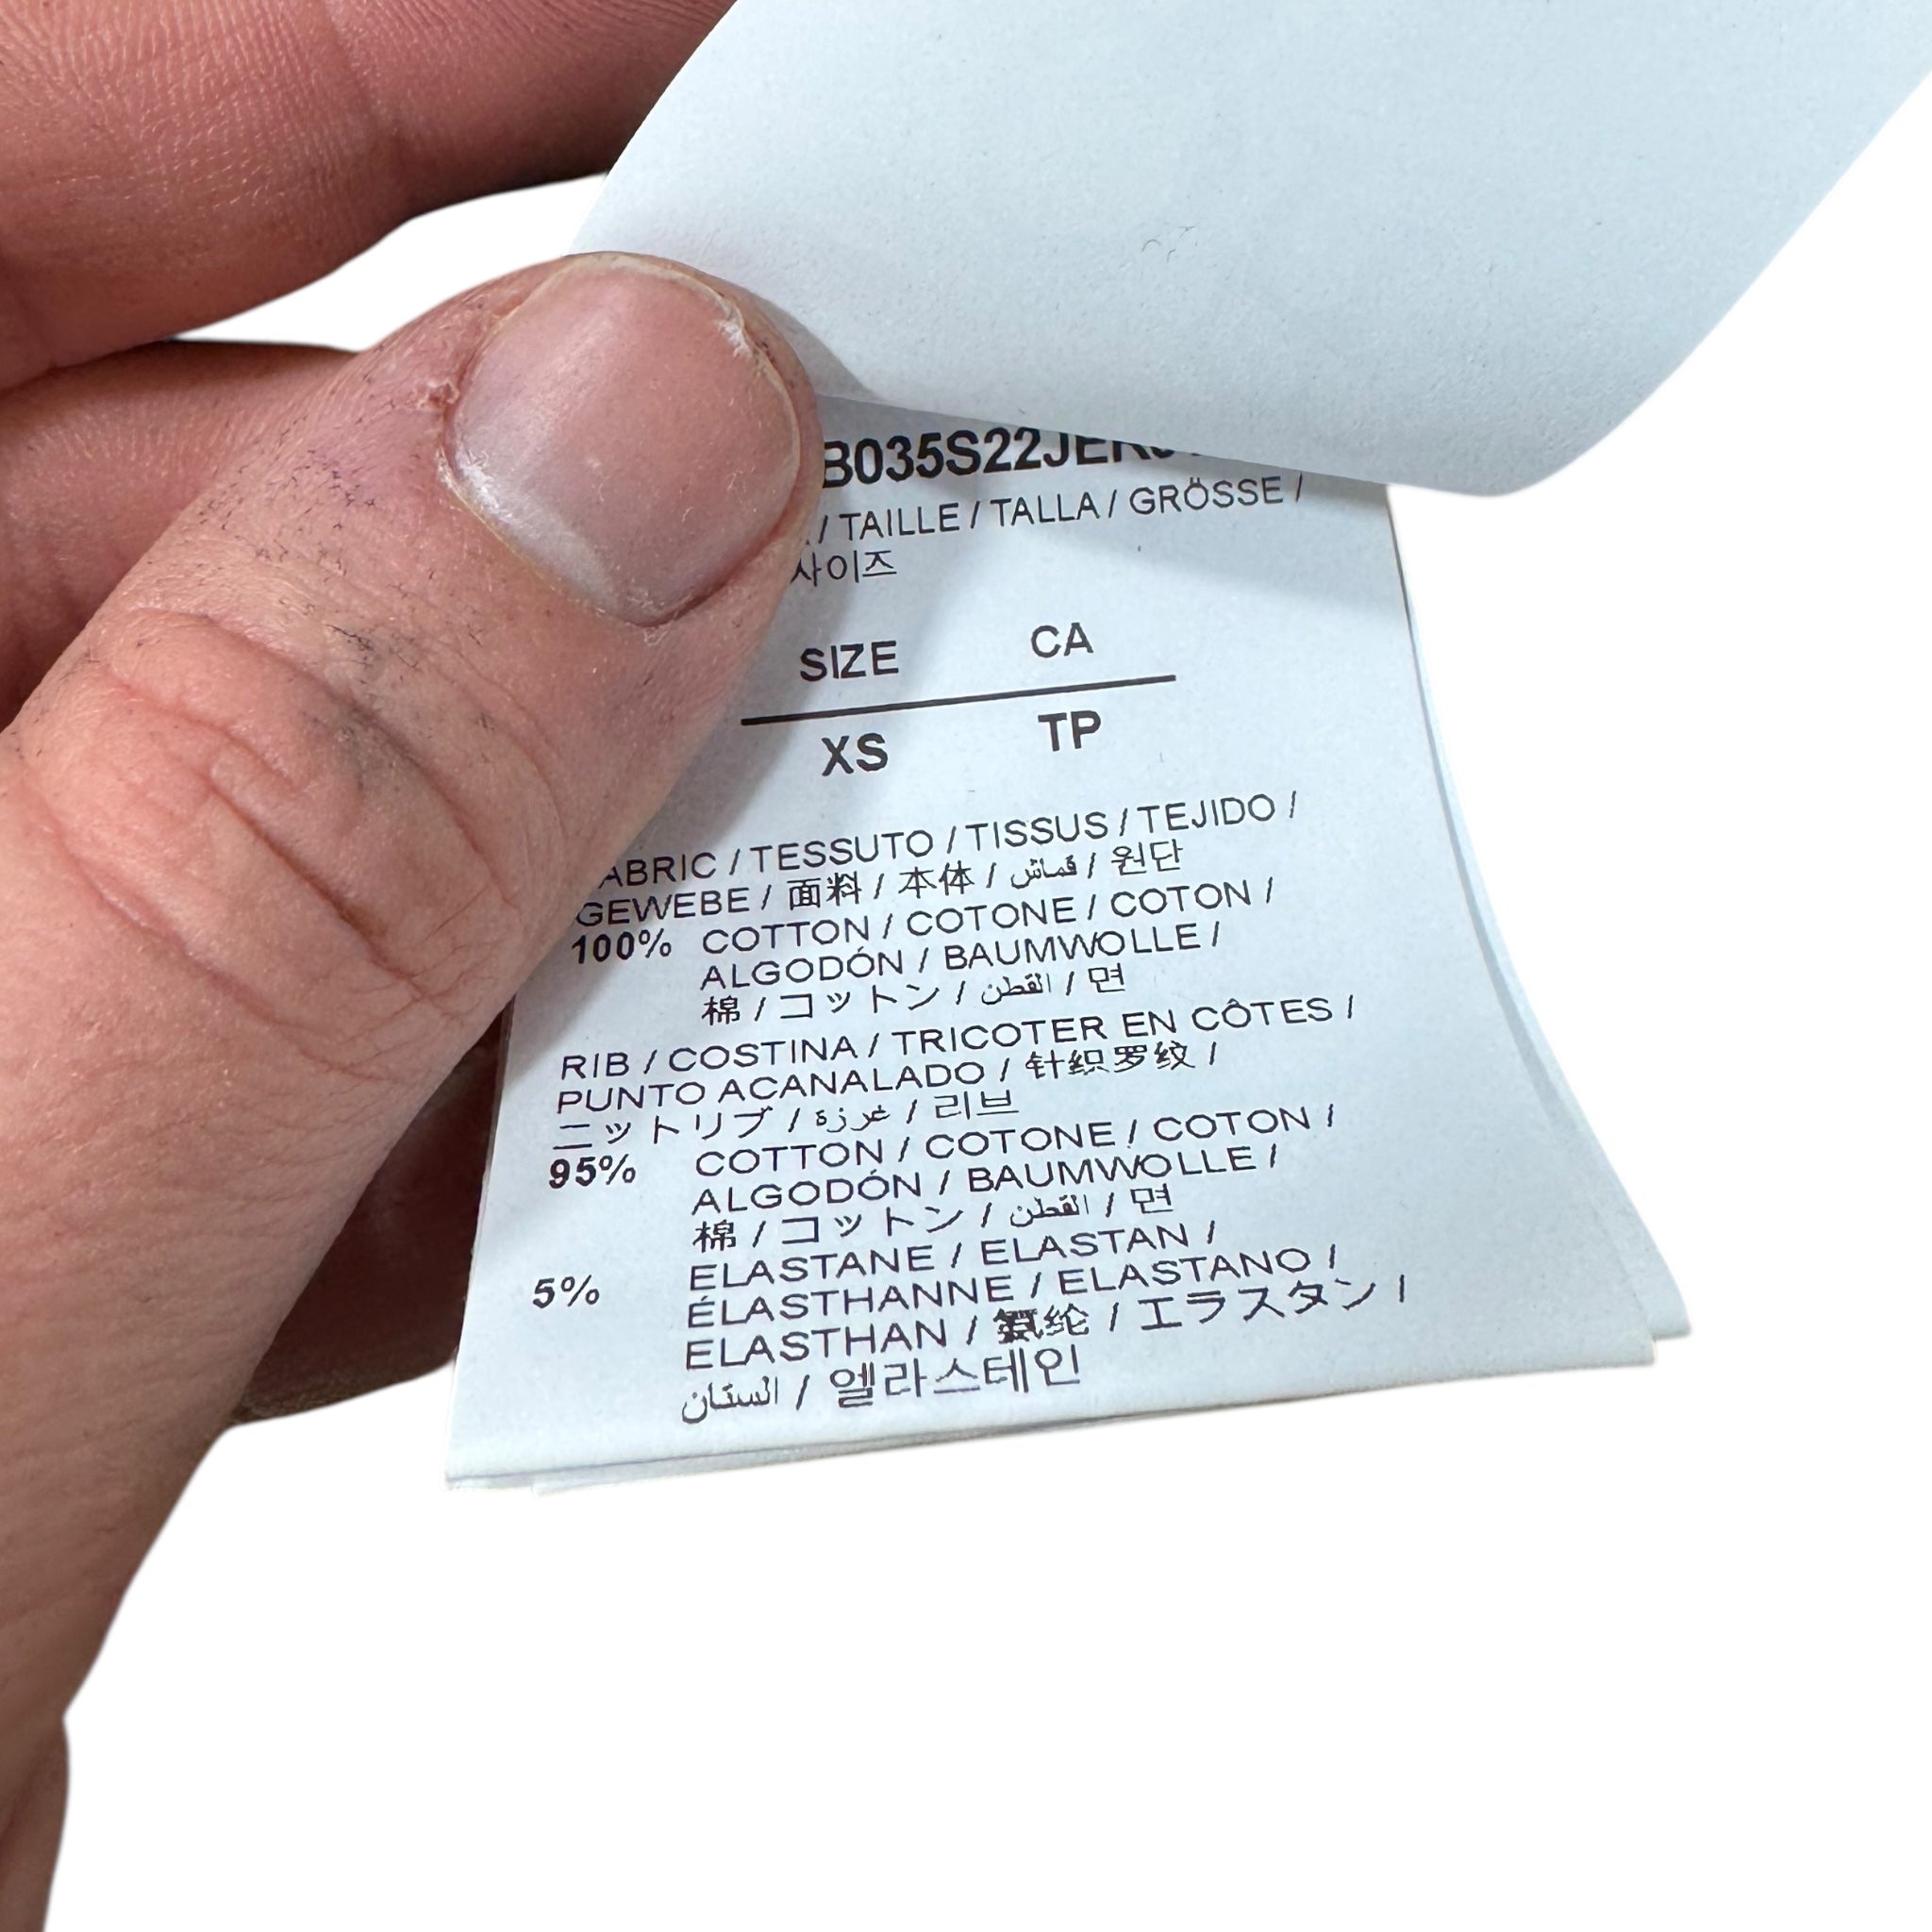 B035S22JER
/ TAILLE / TALLA / GRÖSSE /
사이즈
SIZE CA
XS TP
ABRIC / TESSUTO / TISSUS / TEJIDO /
GEWEBE / 面料 / 本体 / قماش / 원단
100% COTTON / COTONE / COTON /
ALGODÓN / BAUMWOLLE /
棉 / コットン / القطن / 면
RIB / COSTINA / TRICOTER EN CÔTES /
PUNTO ACANALADO / 针织罗纹 /
ニットリブ / غرزة / 리브
95% COTTON / COTONE / COTON /
ALGODÓN / BAUMWOLLE /
棉 / コットン / القطن / 면
5% ELASTANE / ELASTAN /
ÉLASTHANNE / ELASTANO /
ELASTHAN / 氨纶 / エラスタン /
الستان / 엘라스테인